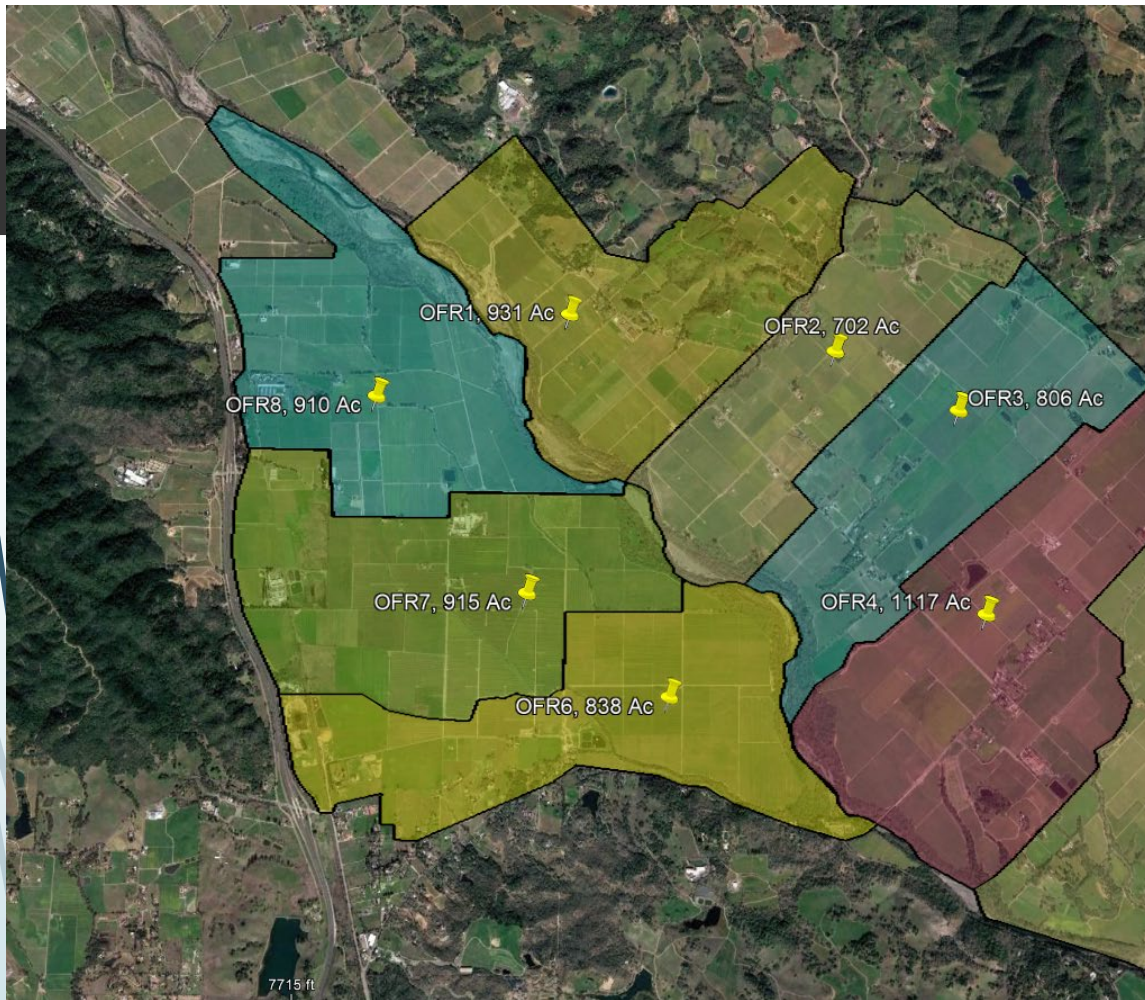 OFR1, 931 Ac
OFR2, 702 Ac
OFR8, 910 Ac
OFR3, 806 Ac
OFR7, 915 Ac
OFR4, 1117 Ac
OFR6, 838 Ac
7715 ft